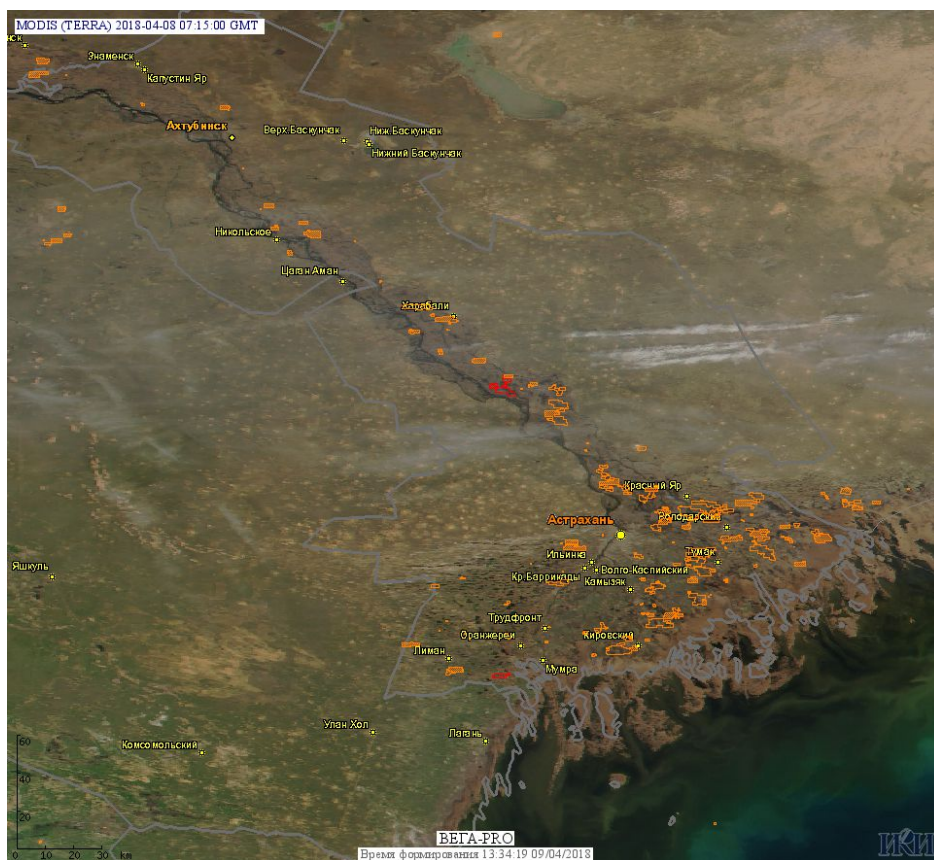 MODIS (TERRA) 2018-04-08 07:15:00 GMT
нск
Знаменск
Капустин Яр
Ахтубинск
Верх.Баскунчак
Ниж.Баскунчак
Нижний Баскунчак
Никольское
Цаган Аман
Харабали
Красный Яр
Володарский
Астрахань
Ильинка
Тумак
Яшкуль
Кр.Баррикады
Волго-Каспийский
Камызяк
Трудфронт
Оранжереи
Кировский
Лиман
Мумра
Улан Хол
Лагань
Комсомольский
60
40
20
0 10 20 30 km
ВЕГА-PRO
Время формирования 13:34:19 09/04/2018
ИКИ